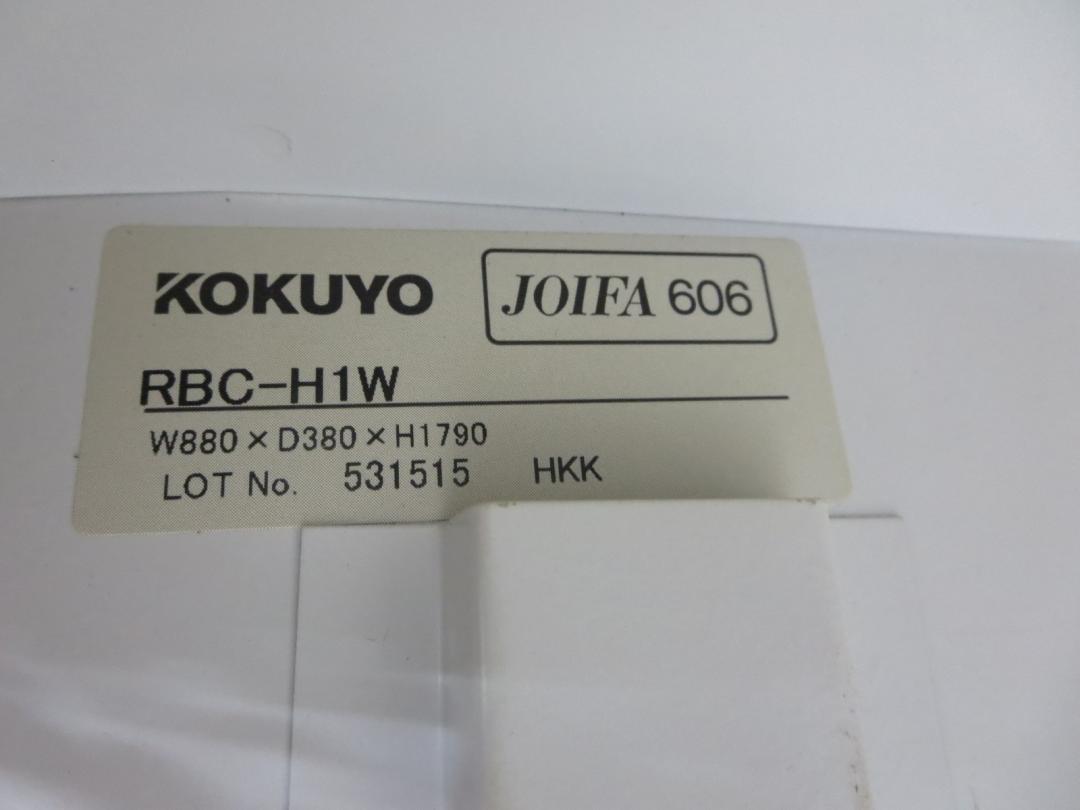 KOKUYO JOIFA 606
RBC-H1W
W880×D380×H1790
LOT No. 531515 HKK